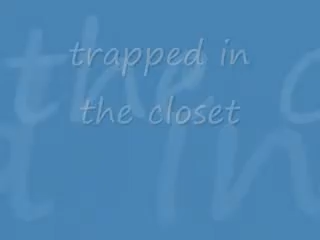 trapped in
the closet